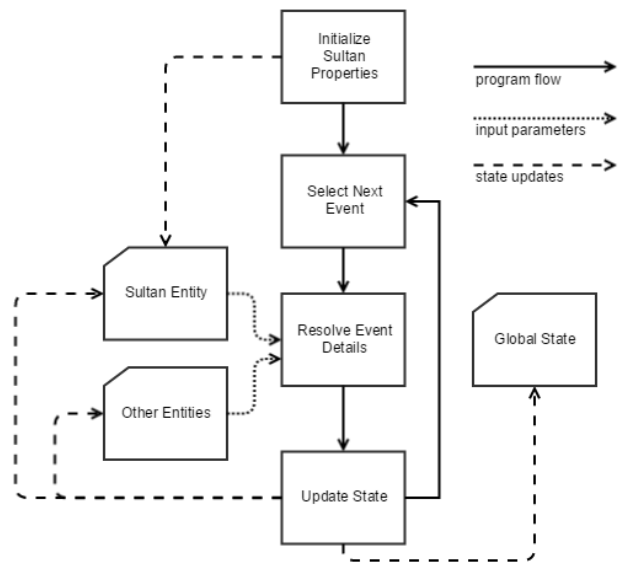 Initialize
Sultan
Properties
program flow
input parameters
state updates
Select Next
Event
Sultan Entity
Resolve Event
Details
Global State
Other Entities
Update State